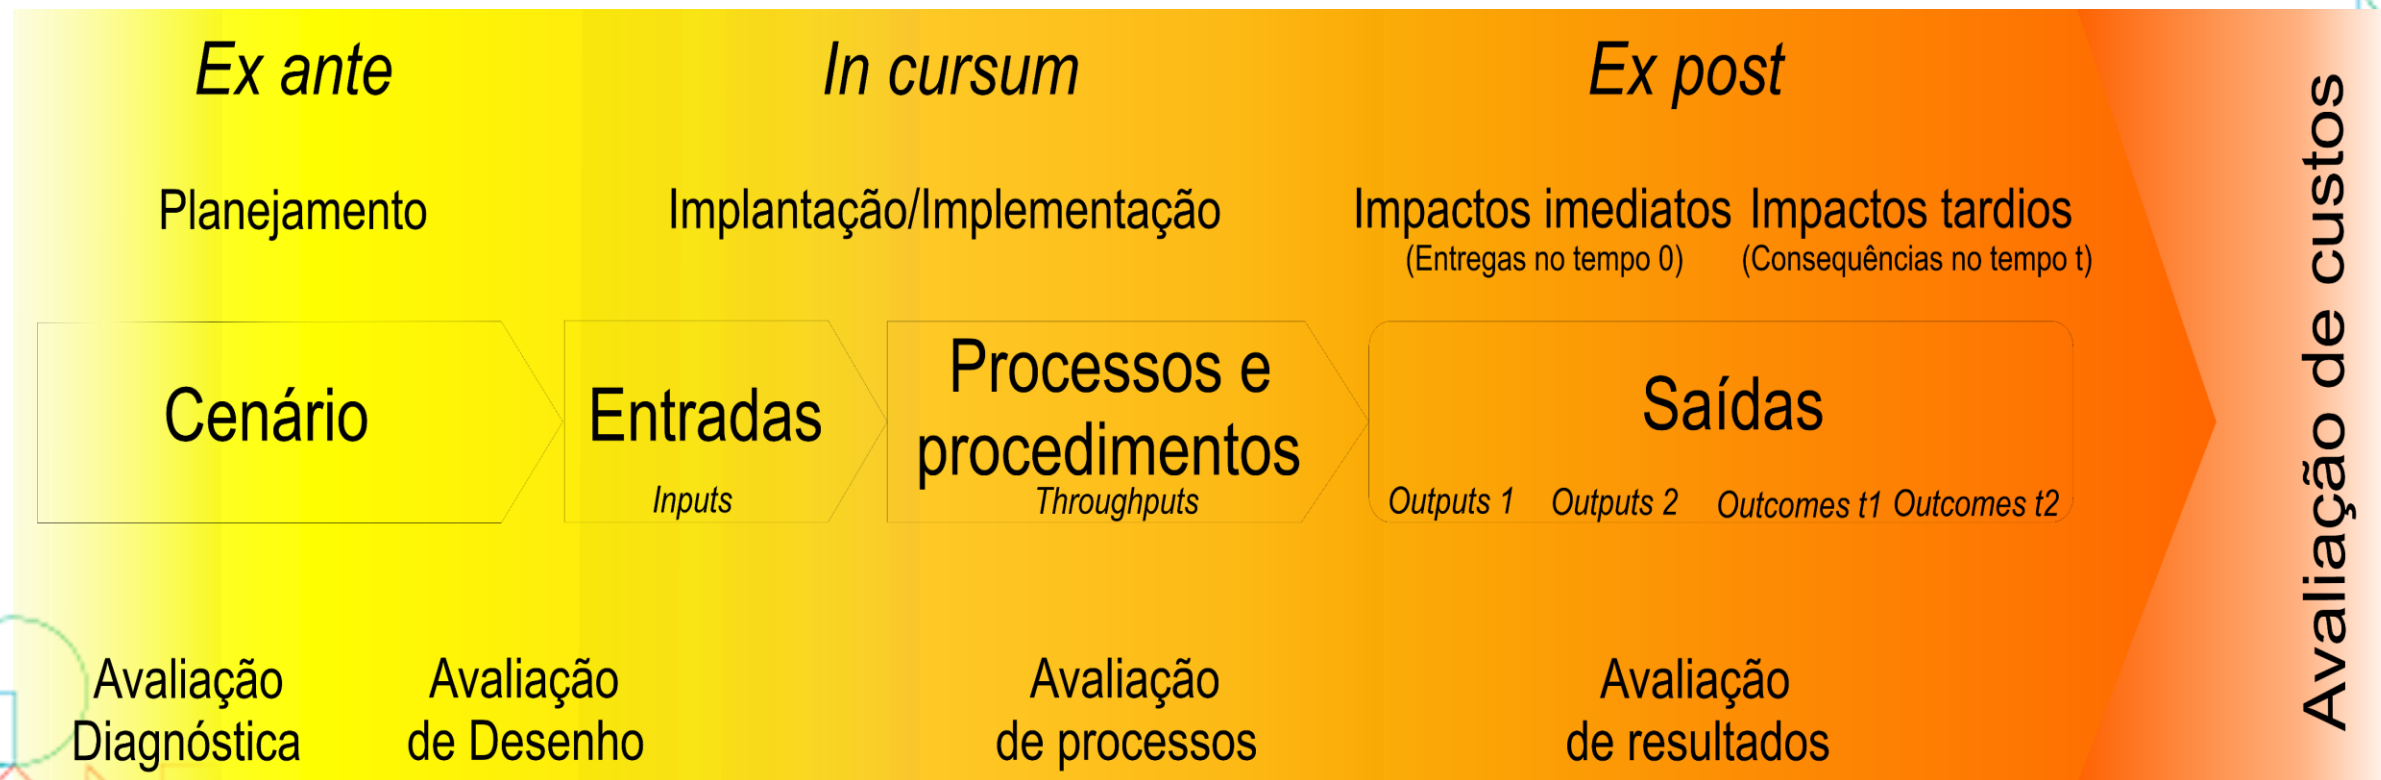 Ex ante
In cursum
Ex post
Planejamento
Implantação/Implementação
Impactos imediatos
(Entregas no tempo 0)
Impactos tardios
(Consequências no tempo t)
Cenário
Entradas
Inputs
Processos e
procedimentos
Throughputs
Saídas
Outputs 1
Outputs 2
Outcomes t1
Outcomes t2
Avaliação
Diagnóstica
Avaliação
de Desenho
Avaliação
de processos
Avaliação
de resultados
Avaliação de custos